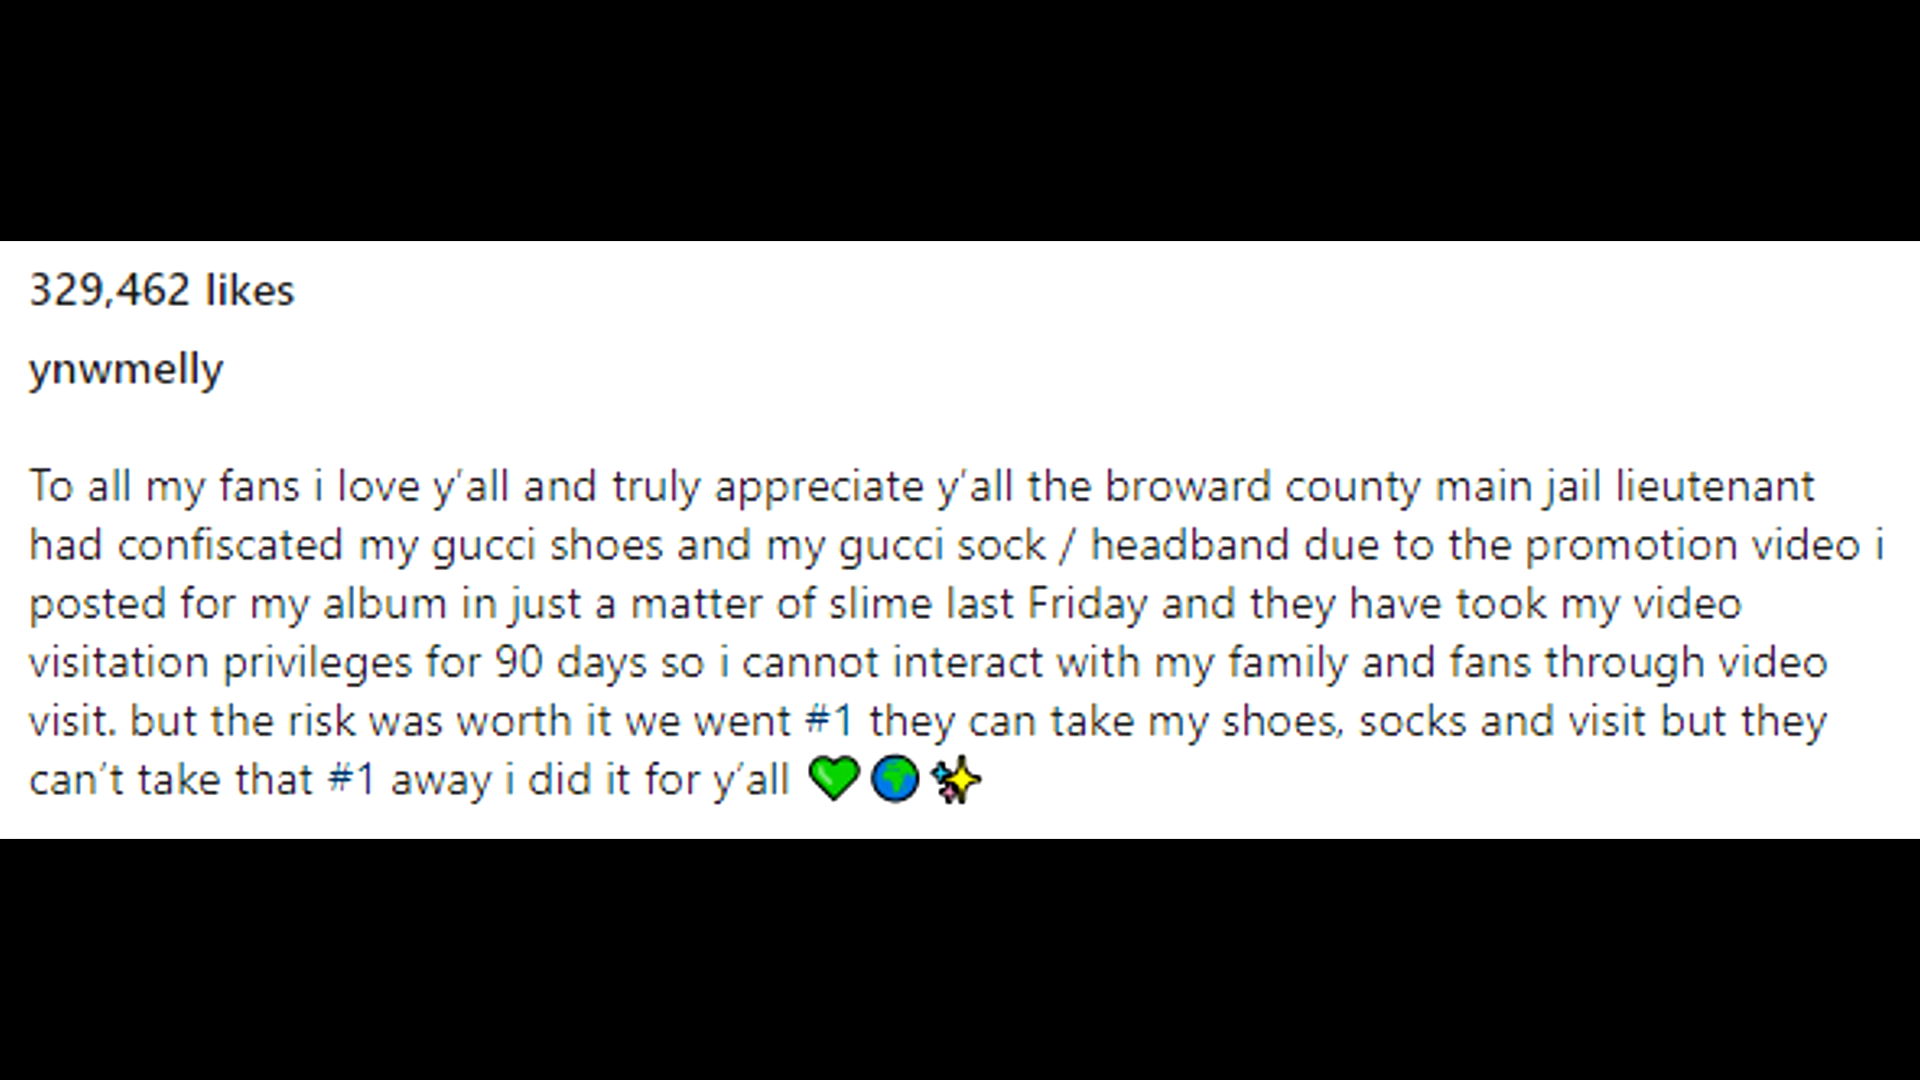 329,462 likes
ynwmelly
To all my fans i love y’all and truly appreciate y’all the broward county main jail lieutenant
had confiscated my gucci shoes and my gucci sock / headband due to the promotion video i
posted for my album in just a matter of slime last Friday and they have took my video
visitation privileges for 90 days so i cannot interact with my family and fans through video
visit. but the risk was worth it we went #1 they can take my shoes, socks and visit but they
can’t take that #1 away i did it for y’all 💚🌍✨